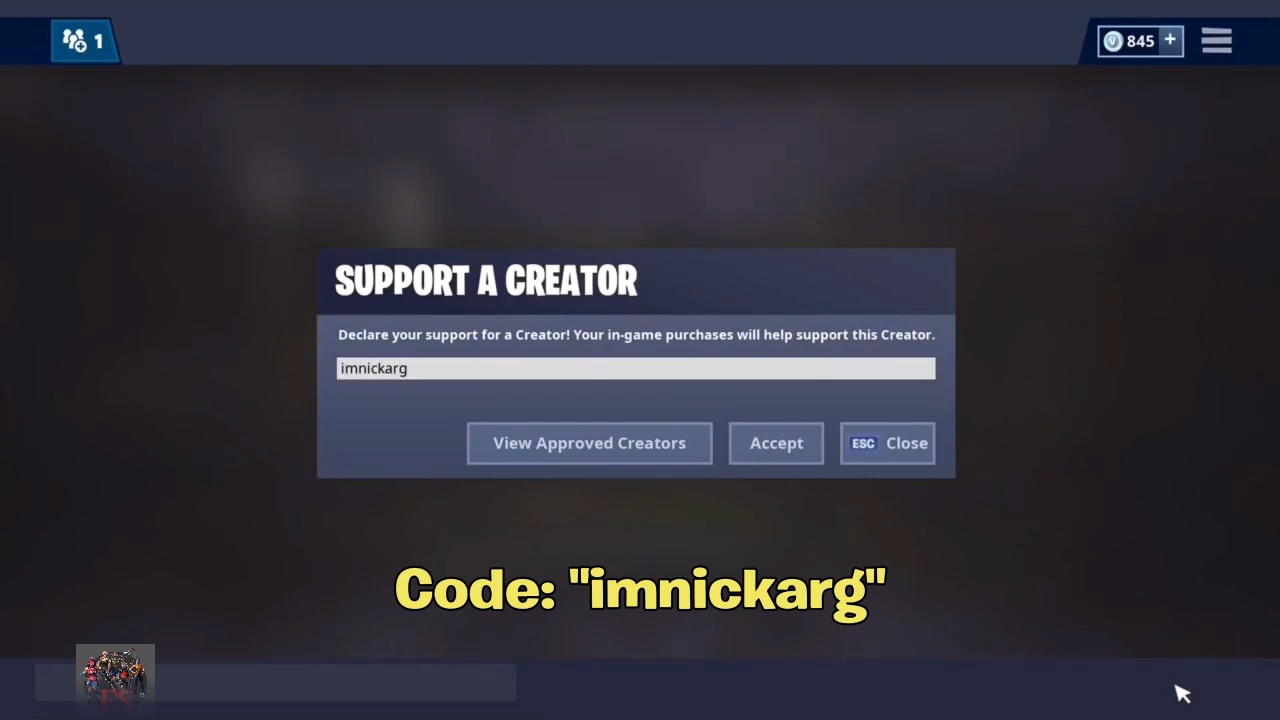 1
845 +
SUPPORT A CREATOR
Declare your support for a Creator! Your in-game purchases will help support this Creator.
imnickarg
View Approved Creators
Accept
ESC Close
Code: "imnickarg"
FS